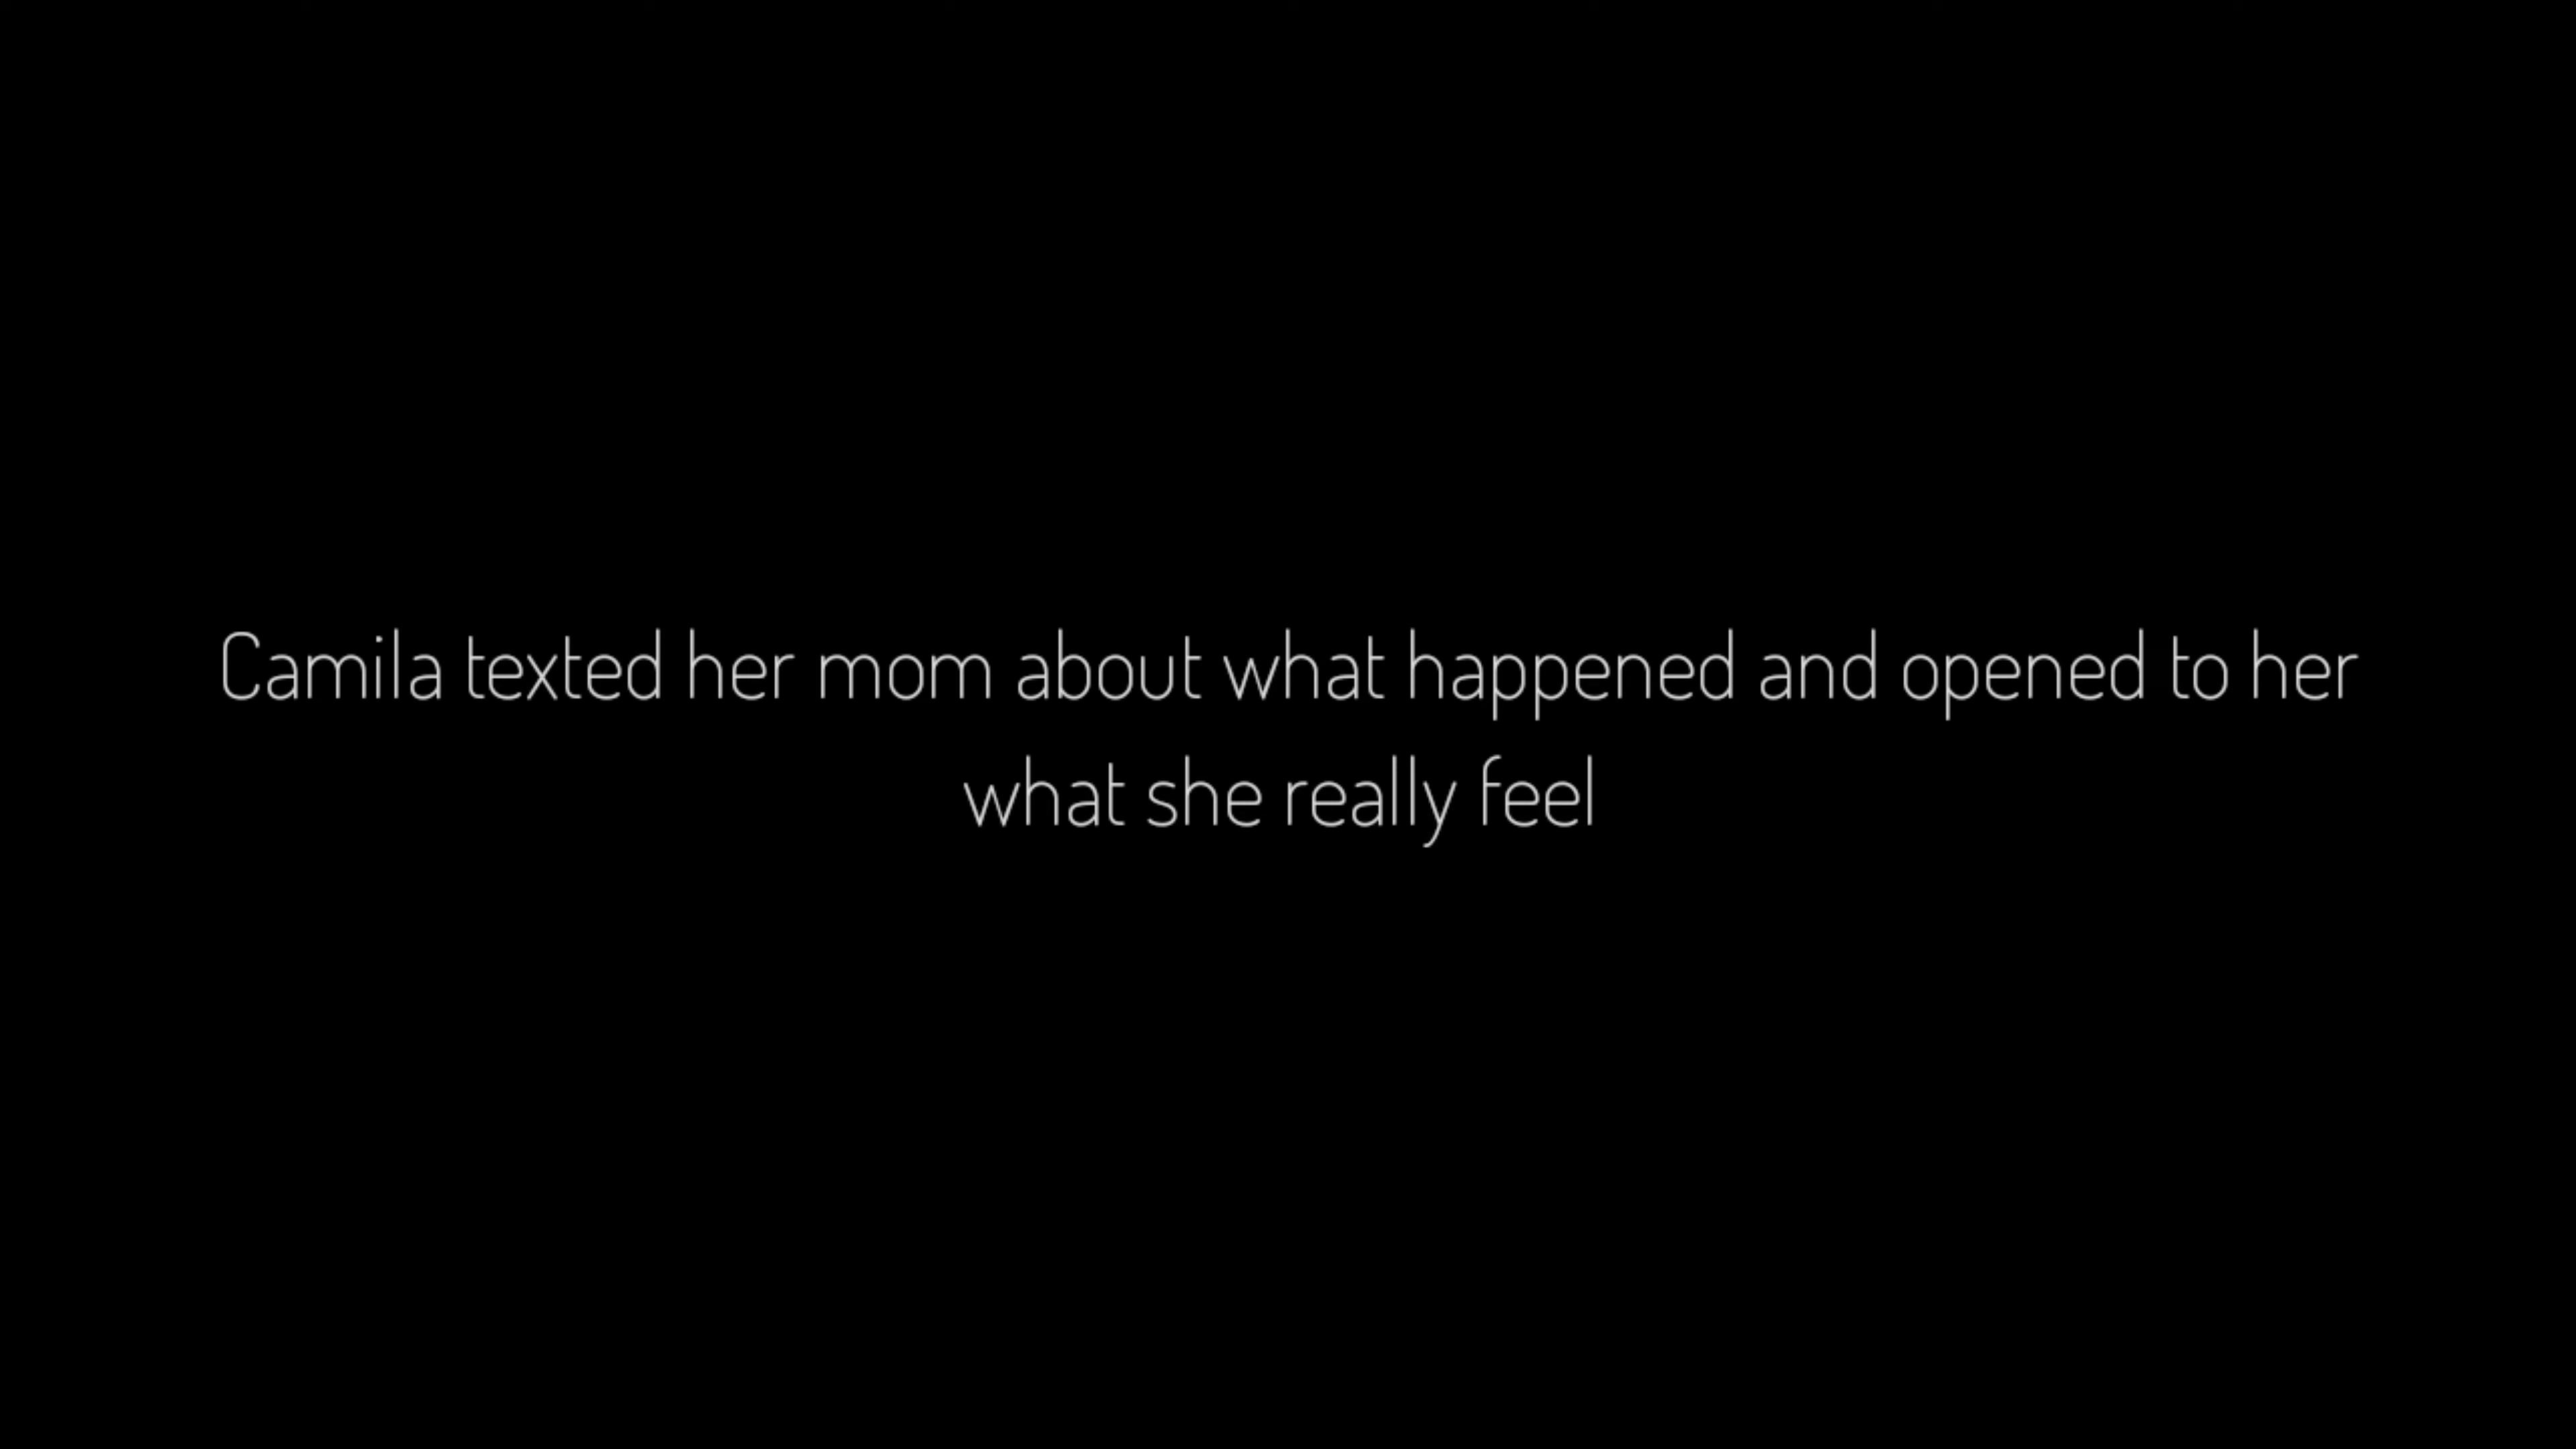 Camila texted her mom about what happened and opened to her
what she really feel